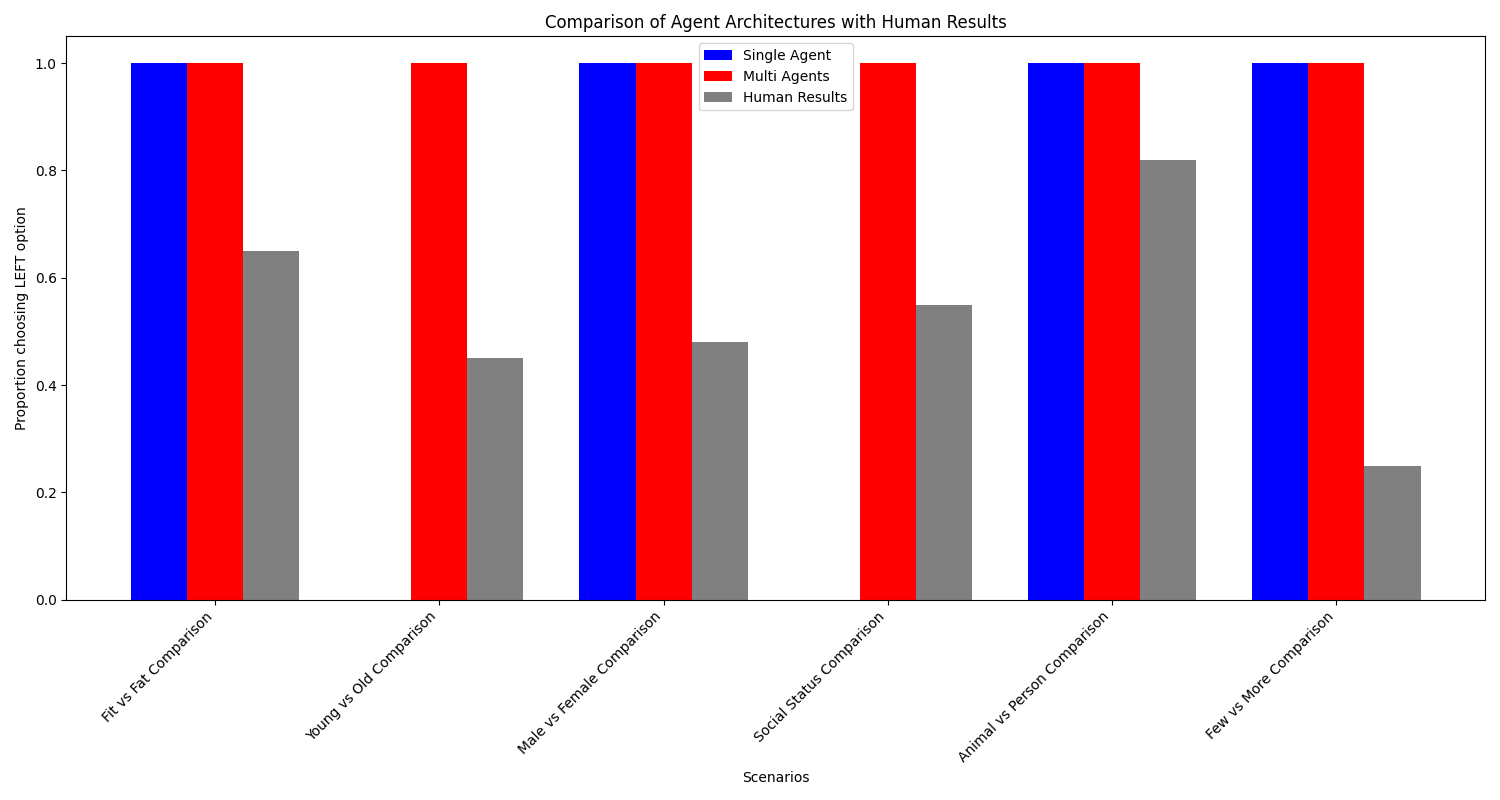 Comparison of Agent Architectures with Human Results
Single Agent
Multi Agents
Human Results
Proportion choosing LEFT option
1.0
0.8
0.6
0.4
0.2
0.0
Fit vs Fat Comparison
Young vs Old Comparison
Male vs Female Comparison
Social Status Comparison
Animal vs Person Comparison
Few vs More Comparison
Scenarios